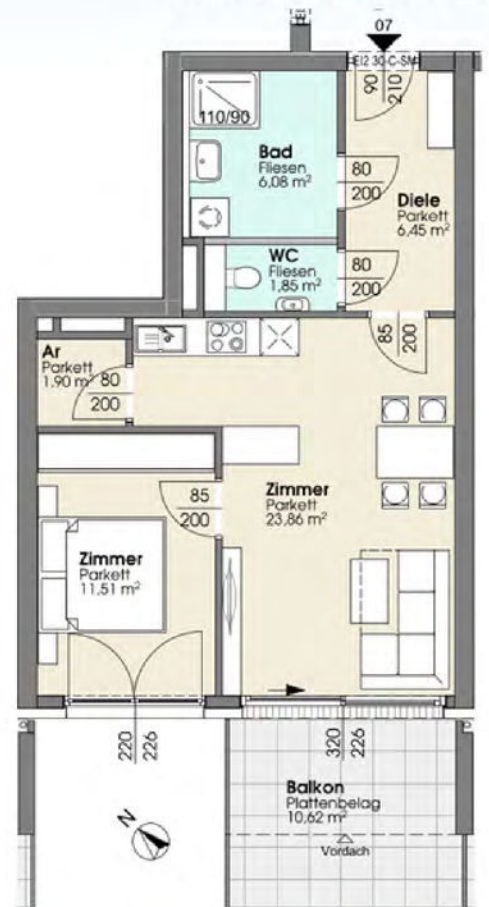 07
EI2 30-C-SM
90
210
110/90
Bad
Fliesen
6,08 m²
80
200
Diele
Parkett
6,45 m²
WC
Fliesen
1,85 m²
80
200
85
200
Ar
Parkett
1,90 m²
80
200
85
200
Zimmer
Parkett
23,86 m²
Zimmer
Parkett
11,51 m²
220
226
320
226
N
Balkon
Plattenbelag
10,62 m²
Vordach